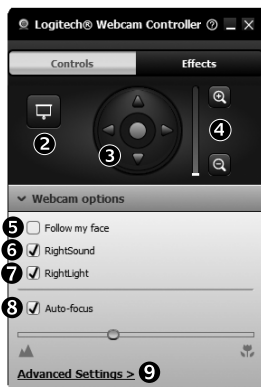 Logitech® Webcam Controller
Controls Effects
2
3
4
Webcam options
5 Follow my face
6 RightSound
7 RightLight
8 Auto-focus
Advanced Settings > 9